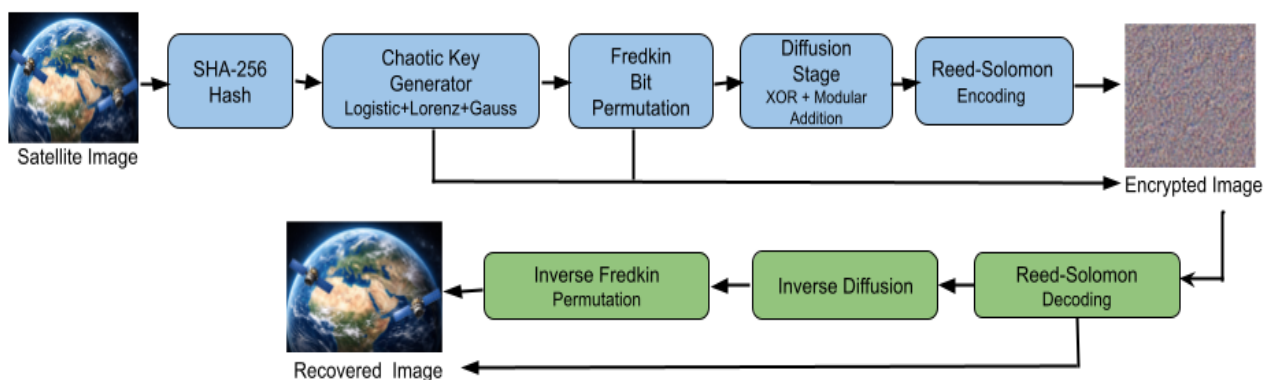 Satellite Image
SHA-256
Hash
Chaotic Key
Generator
Logistic+Lorenz+Gauss
Fredkin
Bit
Permutation
Diffusion
Stage
XOR + Modular
Addition
Reed-Solomon
Encoding
Encrypted Image
Reed-Solomon
Decoding
Inverse Diffusion
Inverse Fredkin
Permutation
Recovered Image